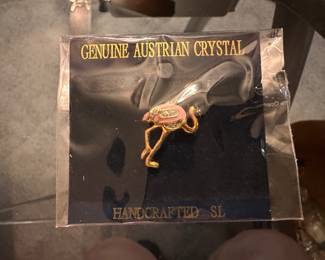 GENUINE AUSTRIAN CRYSTAL
HANDCRAFTED SL